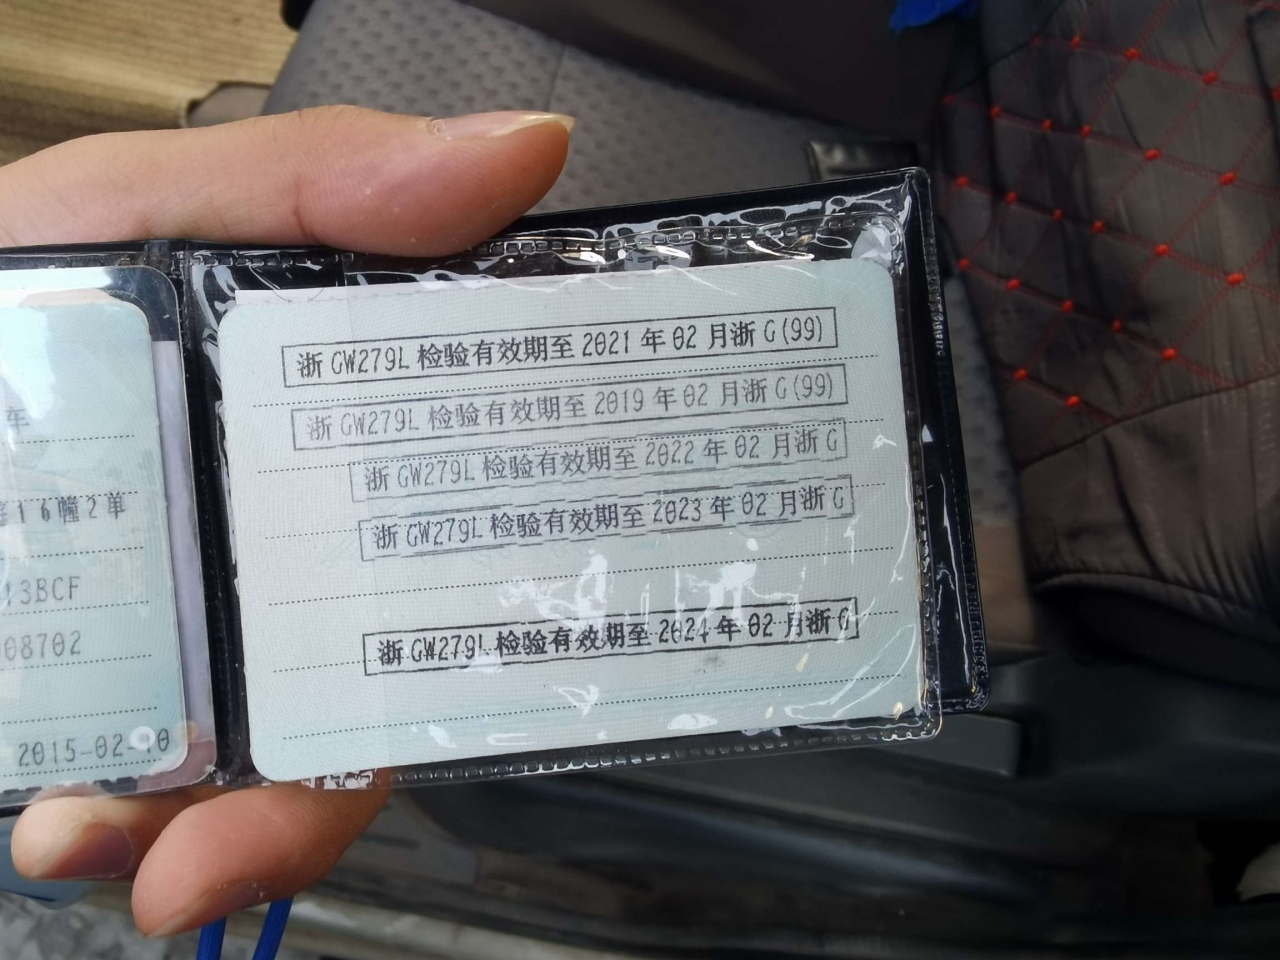 车
16幢2单
13BCF
08702
2015-02-10
浙GW279L检验有效期至2021年02月浙G(99)
浙GW279L检验有效期至2019年02月浙G(99)
浙GW279L检验有效期至2022年02月浙G
浙GW279L检验有效期至2023年02月浙G
浙GW279L检验有效期至2024年02月浙G